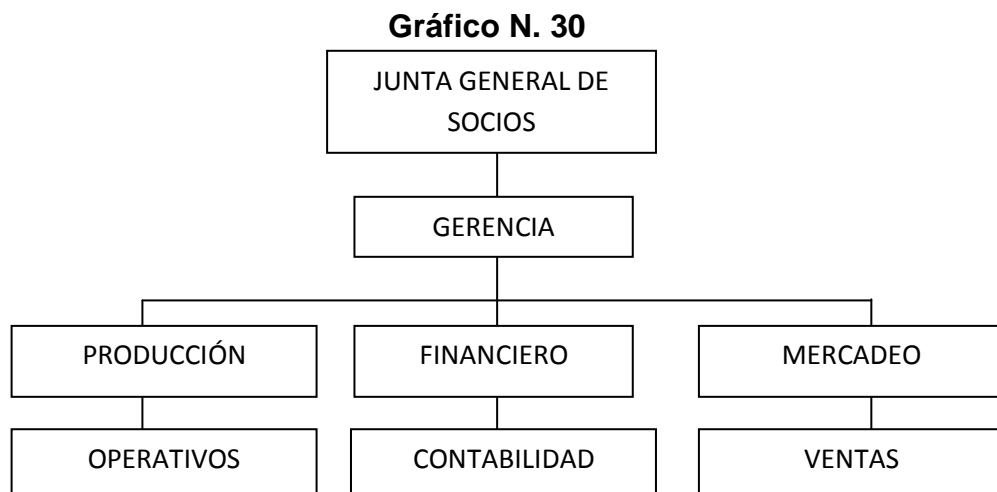 Gráfico N. 30
JUNTA GENERAL DE
SOCIOS
GERENCIA
PRODUCCIÓN
FINANCIERO
MERCADEO
OPERATIVOS
CONTABILIDAD
VENTAS